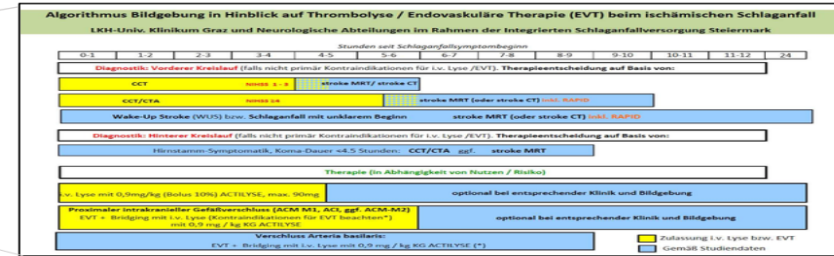 Algorithmus Bildgebung in Hinblick auf Thrombolyse / Endovaskuläre Therapie (EVT) beim ischämischen Schlaganfall
LKH-Univ. Klinikum Graz und Neurologische Abteilungen im Rahmen der Integrierten Schlaganfallversorgung Steiermark
Stunden seit Schlaganfallsymptombeginn
0-1 1-2 2-3 3-4 4-5 5-6 6-7 7-8 8-9 9-10 10-11 11-12 24
Diagnostik: Vorderer Kreislauf (falls nicht primär Kontraindikationen für i.v. Lyse /EVT). Therapieentscheidung auf Basis von:
CCT stroke MRT/ stroke CT
CCT/CTA stroke MRT (oder stroke CT) inkl. RAPID
Wake-Up Stroke (WUS) bzw. Schlaganfall mit unklarem Beginn stroke MRT (oder stroke CT) inkl. RAPID
Diagnostik: Hinterer Kreislauf (falls nicht primär Kontraindikationen für i.v. Lyse /EVT). Therapieentscheidung auf Basis von:
Hirnstamm-Symptomatik, Koma-Dauer <4.5 Stunden: CCT/CTA ggf. stroke MRT
Therapie (in Abhängigkeit von Nutzen / Risiko)
i.v. Lyse mit 0,9mg/kg (Bolus 10%) ACTILYSE, max. 90mg optional bei entsprechender Klinik und Bildgebung
Proximaler intrakranieller Gefäßverschluss (ACM M1, ACI, ggf. ACM-M2)
EVT + Bridging mit i.v. Lyse (Kontraindikationen für EVT beachten*) optional bei entsprechender Klinik und Bildgebung
mit 0,9 mg / kg KG ACTILYSE
Verschluss Arteria basilaris:
EVT + Bridging mit i.v. Lyse mit 0,9 mg / kg KG ACTILYSE (*)
Zulassung i.v. Lyse bzw. EVT
Gemäß Studiendaten